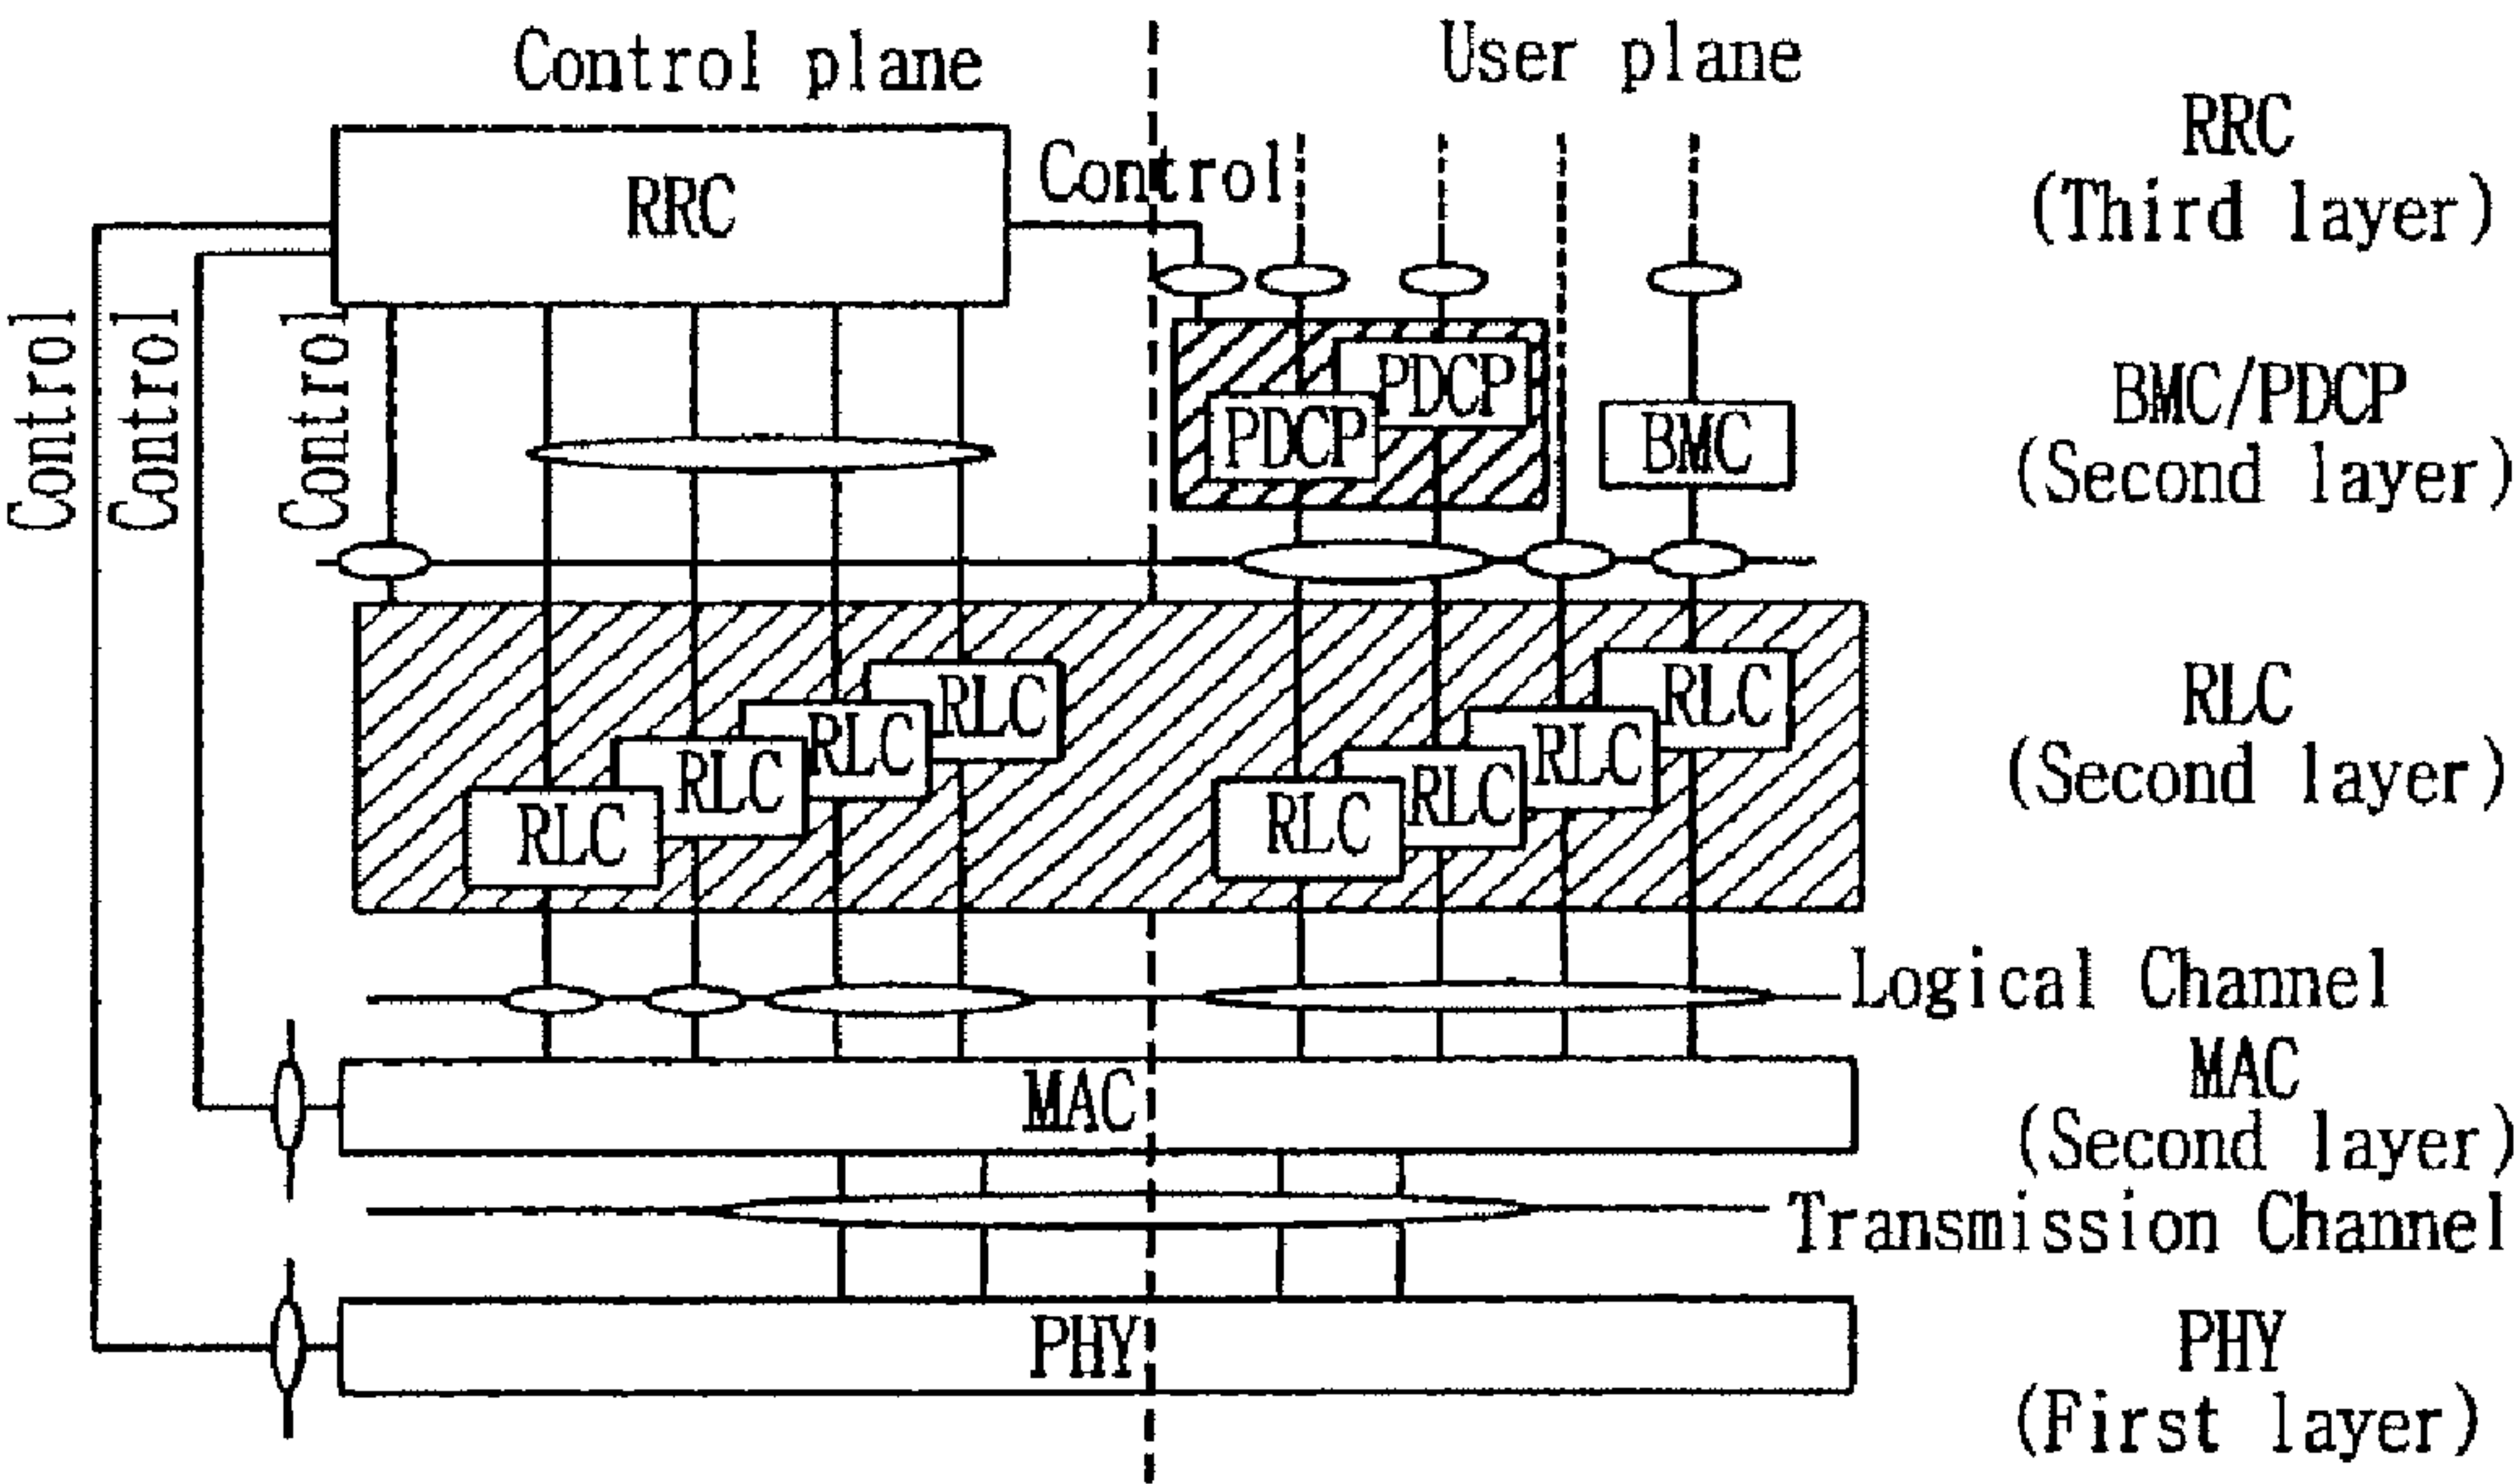 Control plane
User plane
RRC
Control
RRC
(Third layer)
Control
Control
Control
PDCP
PDCP
BMC
BMC/PDCP
(Second layer)
RLC
RLC
RLC
RLC
RLC
RLC
RLC
RLC
RLC
(Second layer)
Logical Channel
MAC
MAC
(Second layer)
Transmission Channel
PHY
PHY
(First layer)